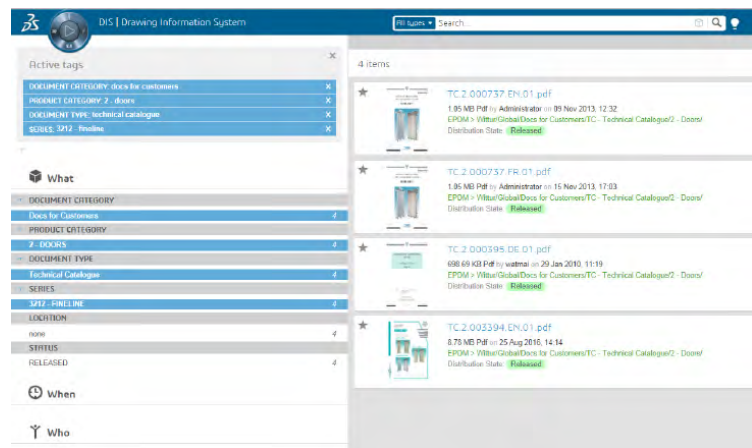 DIS | Drawing Information System
All types
Search...
Active tags
×
DOCUMENT CATEGORY: docs for customers ×
PRODUCT CATEGORY: 2 - doors ×
DOCUMENT TYPE: technical catalogue ×
SERIES: 3212 - fineline ×
What
DOCUMENT CATEGORY
Docs for Customers 4
PRODUCT CATEGORY
2 - DOORS 4
DOCUMENT TYPE
Technical Catalogue 4
SERIES
3212 - FINELINE 4
LOCATION
none 4
STATUS
RELEASED 4
When
Who
4 items
TC.2.000737.EN.01.pdf
1.05 MB Pdf by Administrator on 09 Nov 2013, 12:32
EPDM > Wittur/Global/Docs for Customers/TC - Technical Catalogue/2 - Doors/
Distribution State: Released
TC.2.000737.FR.01.pdf
1.05 MB Pdf by Administrator on 15 Nov 2013, 17:03
EPDM > Wittur/Global/Docs for Customers/TC - Technical Catalogue/2 - Doors/
Distribution State: Released
TC.2.000395.DE.01.pdf
698.69 KB Pdf by watmal on 29 Jan 2010, 11:19
EPDM > Wittur/Global/Docs for Customers/TC - Technical Catalogue/2 - Doors/
Distribution State: Released
TC.2.003394.EN.01.pdf
8.78 MB Pdf on 25 Aug 2016, 14:14
EPDM > Wittur/Global/Docs for Customers/TC - Technical Catalogue/2 - Doors/
Distribution State: Released